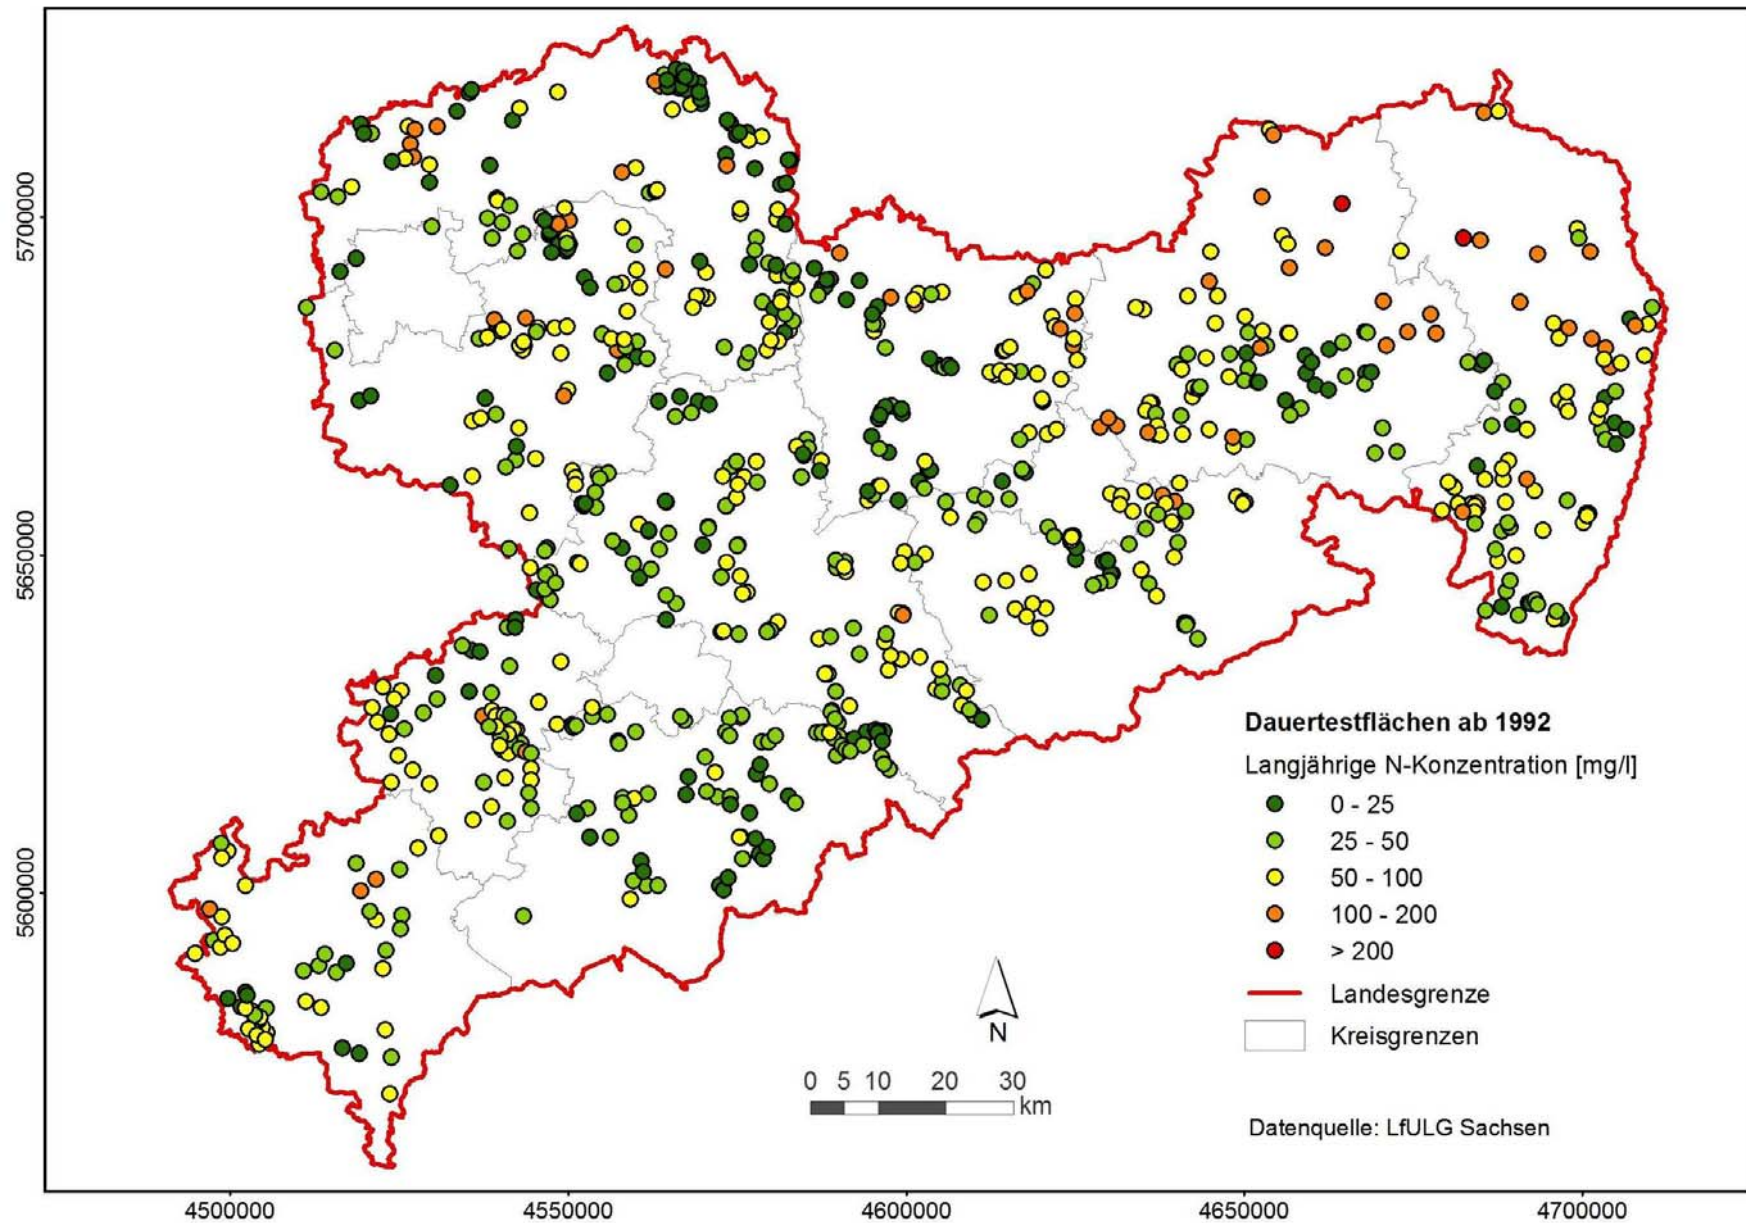 5700000
5650000
5600000
Dauertestflächen ab 1992
Langjährige N-Konzentration [mg/l]
0 - 25
25 - 50
50 - 100
100 - 200
> 200
Landesgrenze
Kreisgrenzen
N
0 5 10 20 30
km
Datenquelle: LfULG Sachsen
4500000 4550000 4600000 4650000 4700000